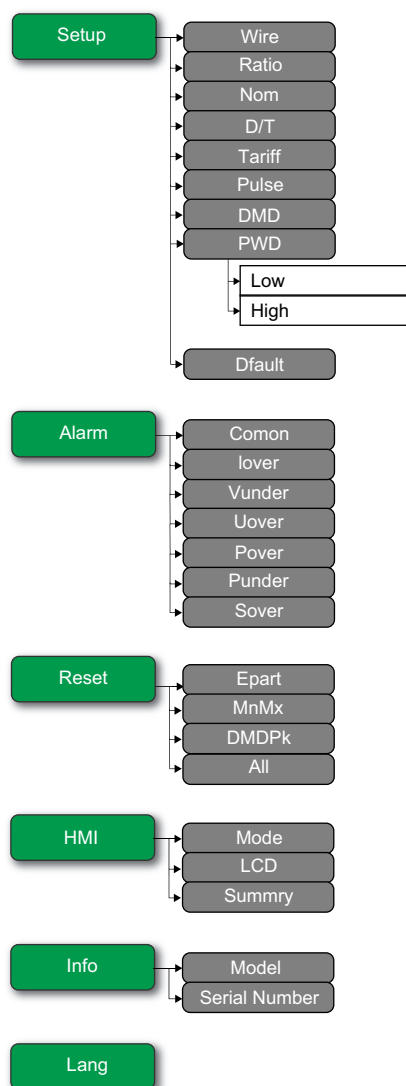 Setup
Wire
Ratio
Nom
D/T
Tariff
Pulse
DMD
PWD
Low
High
Dfault
Alarm
Comon
Iover
Vunder
Uover
Pover
Punder
Sover
Reset
Epart
MnMx
DMDPk
All
HMI
Mode
LCD
Summry
Info
Model
Serial Number
Lang